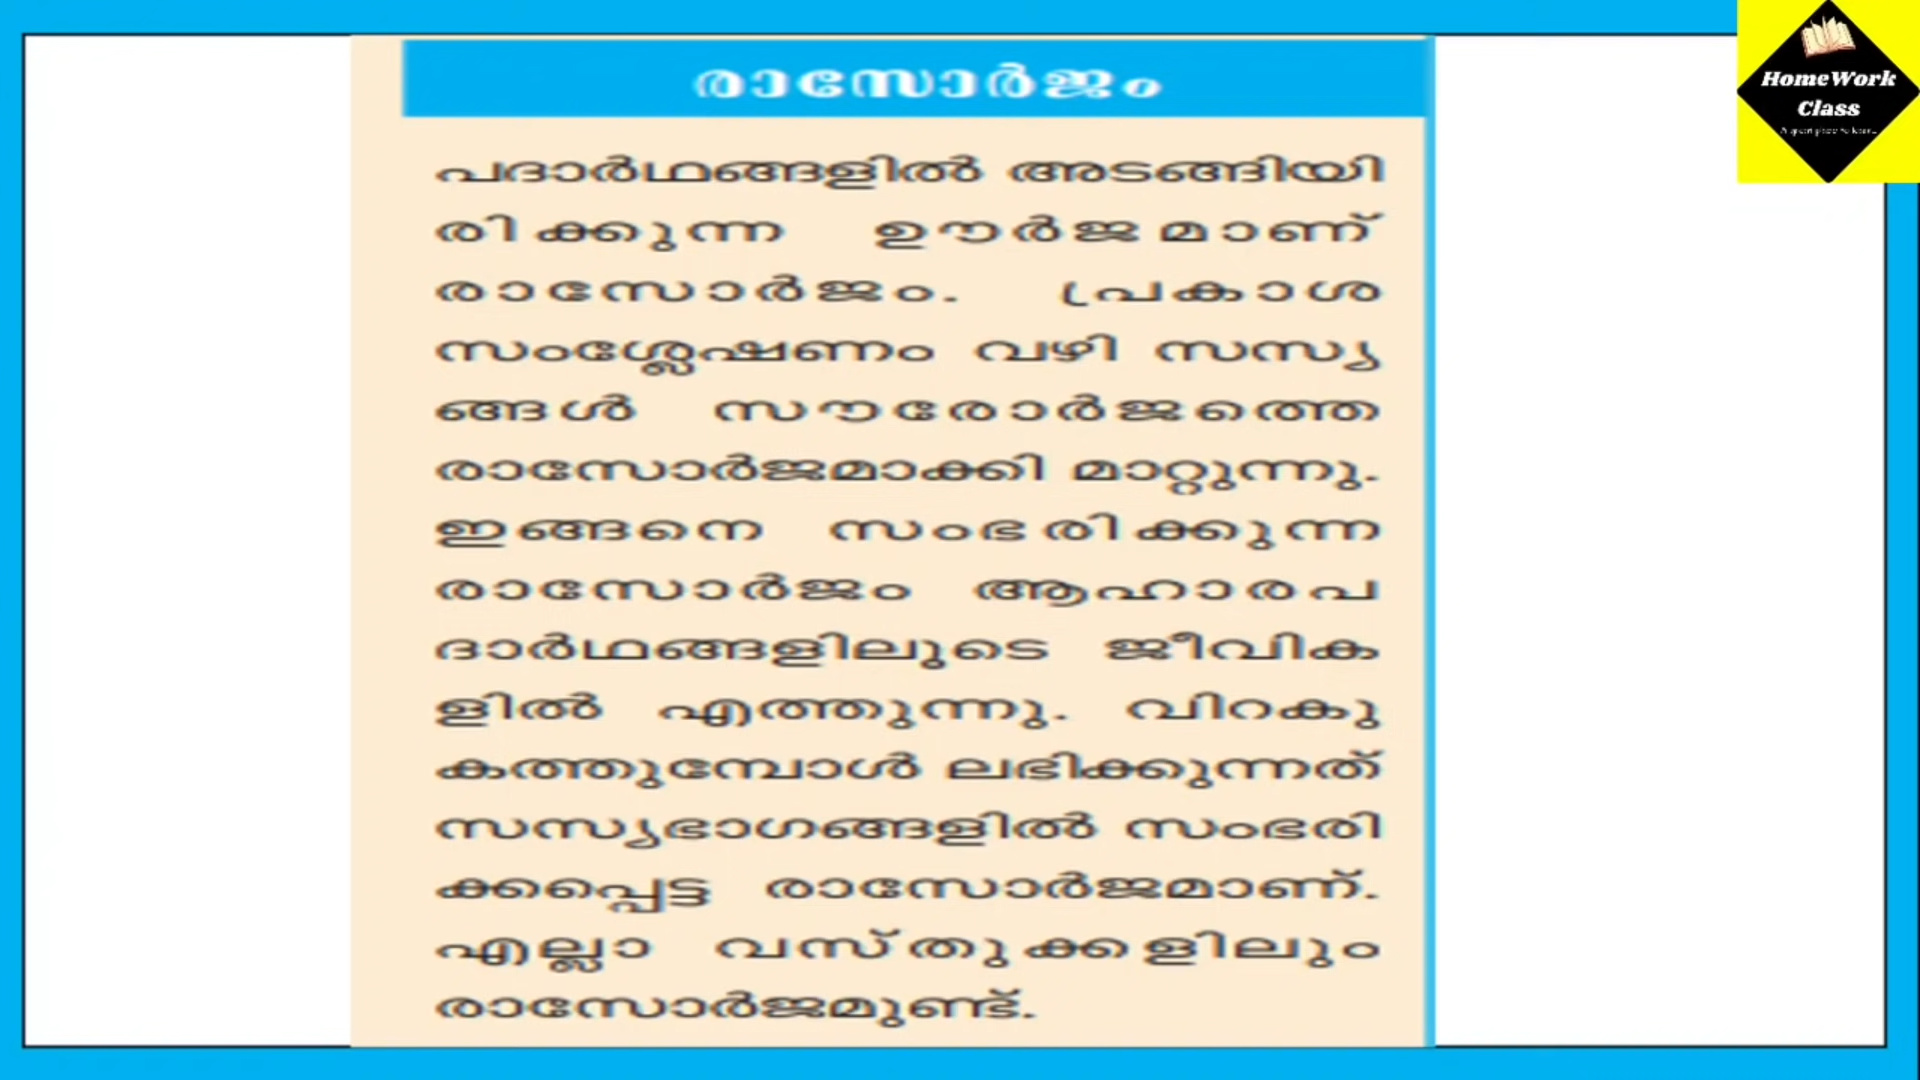 രാസോർജം
HomeWork
Class
പദാർഥങ്ങളിൽ അടങ്ങിയി
രിക്കുന്ന ഊർജമാണ്
രാസോർജം. പ്രകാശ
സംശ്ലേഷണം വഴി സസ്യ
ങ്ങൾ സൗരോർജത്തെ
രാസോർജമാക്കി മാറ്റുന്നു.
ഇങ്ങനെ സംഭരിക്കുന്ന
രാസോർജം ആഹാരപ
ദാർഥങ്ങളിലുടെ ജീവിക
ളിൽ എത്തുന്നു. വിറകു
കത്തുമ്പോൾ ലഭിക്കുന്നത്
സസ്യഭാഗങ്ങളിൽ സംഭരി
ക്കപ്പെട്ട രാസോർജമാണ്.
എല്ലാ വസ്തുക്കളിലും
രാസോർജമുണ്ട്.